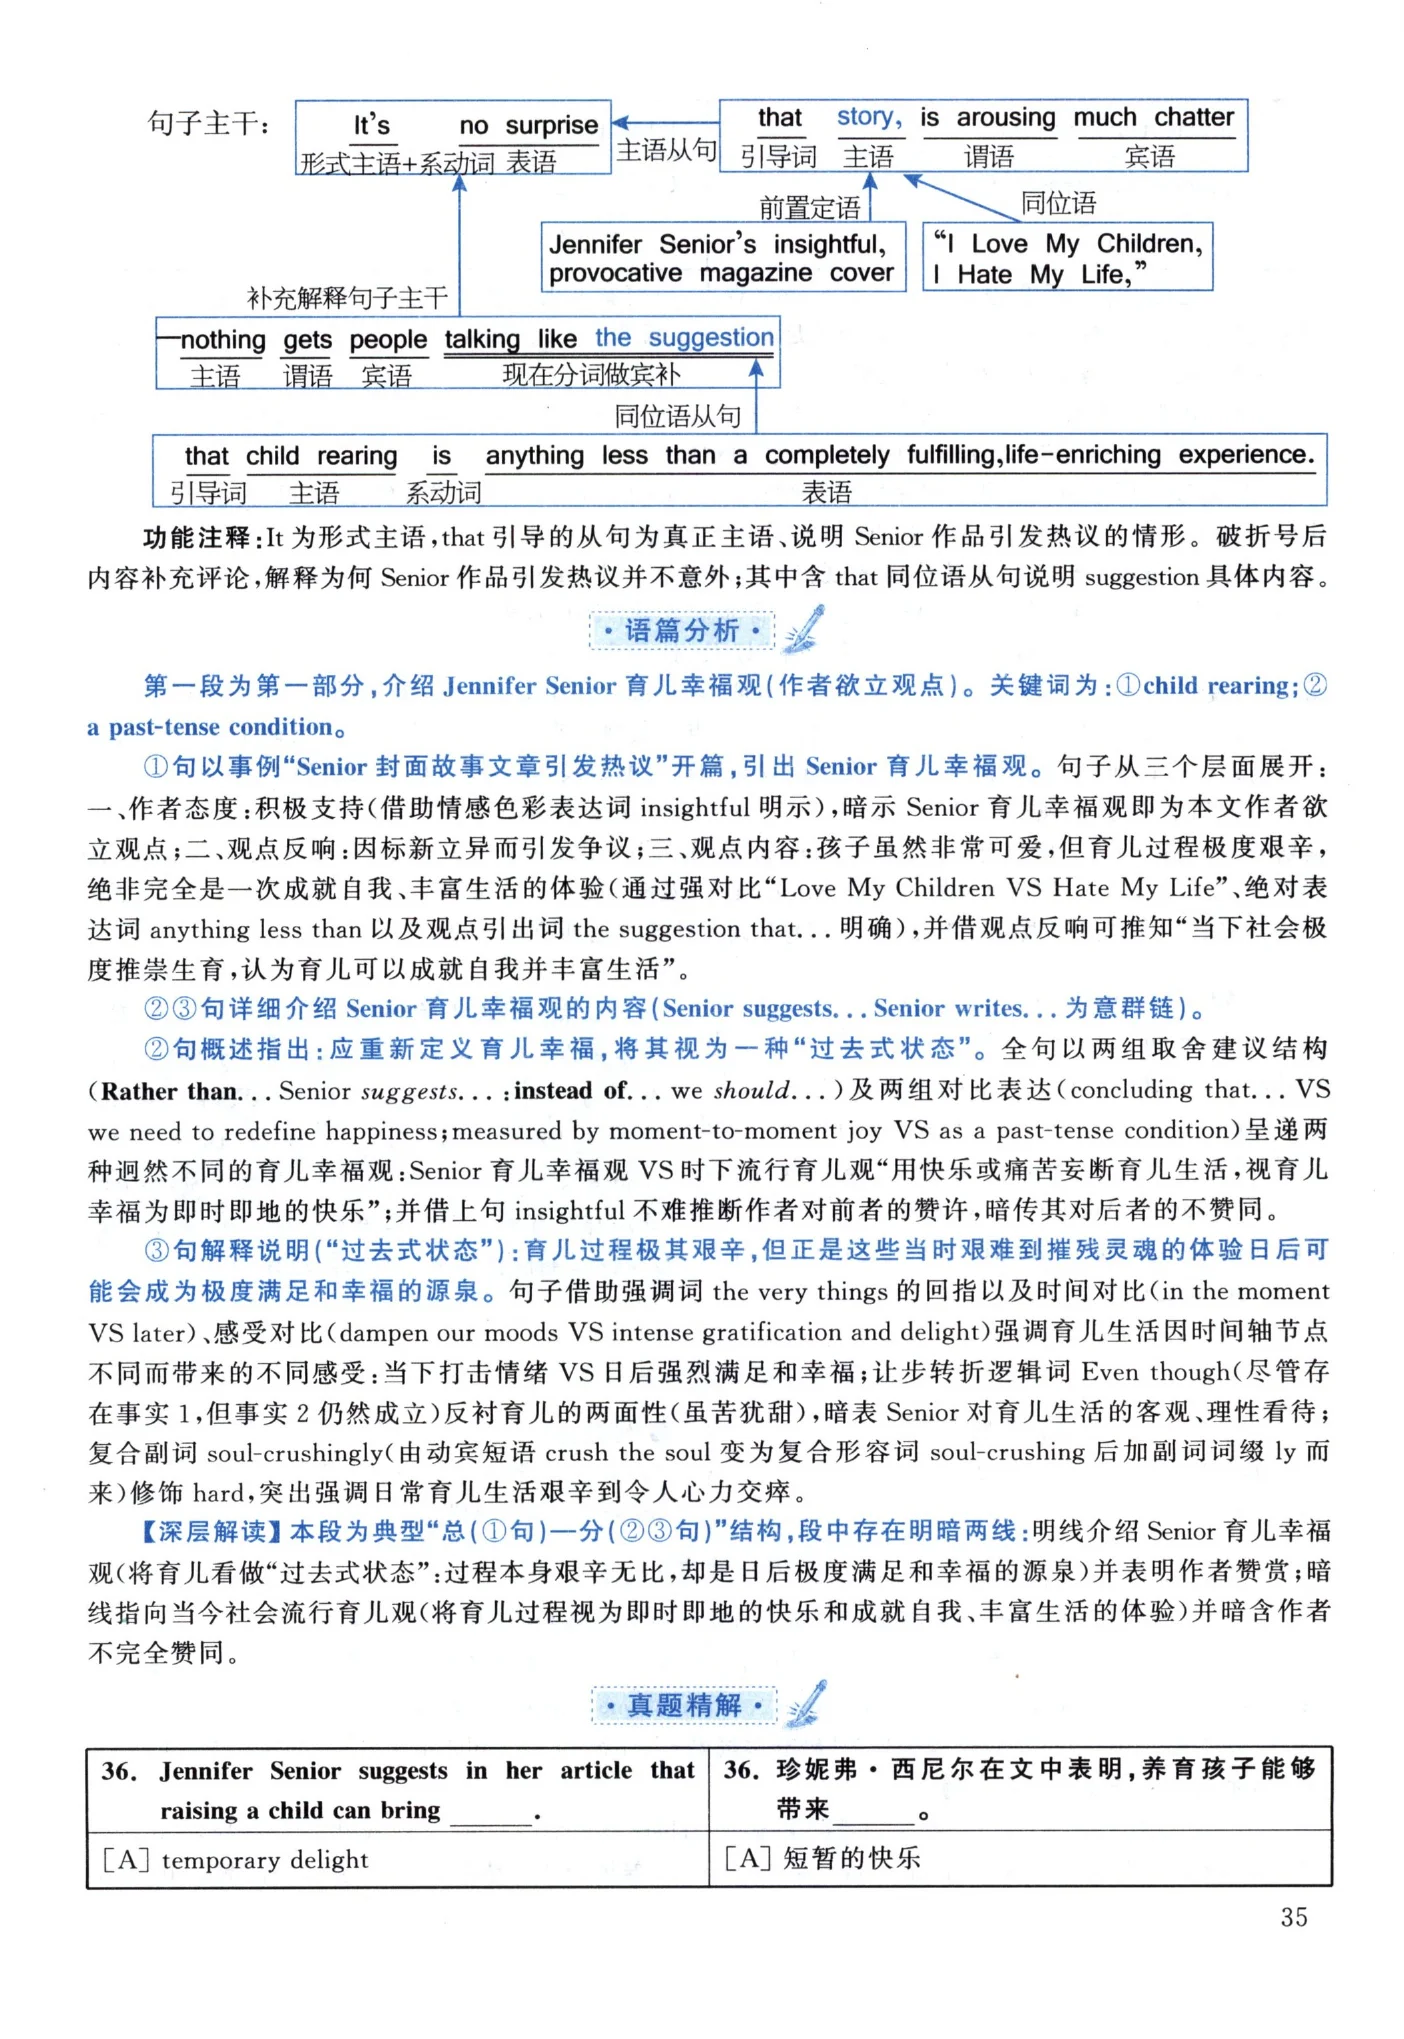 句子主干:
It's no surprise
形式主语+系动词 表语
主语从句
that story, is arousing much chatter
引导词 主语 谓语 宾语
前置定语
同位语
Jennifer Senior's insightful,
provocative magazine cover
“I Love My Children,
I Hate My Life,”
补充解释句子主干
—nothing gets people talking like the suggestion
主语 谓语 宾语 现在分词做宾补
同位语从句
that child rearing is anything less than a completely fulfilling,life-enriching experience.
引导词 主语 系动词 表语
功能注释:It 为形式主语,that 引导的从句为真正主语、说明 Senior 作品引发热议的情形。破折号后
内容补充评论,解释为何 Senior 作品引发热议并不意外;其中含 that 同位语从句说明 suggestion 具体内容。
·语篇分析·
第一段为第一部分,介绍 Jennifer Senior 育儿幸福观(作者欲立观点)。关键词为:①child rearing;②
a past-tense condition。
①句以事例“Senior 封面故事文章引发热议”开篇,引出 Senior 育儿幸福观。句子从三个层面展开:
一、作者态度:积极支持(借助情感色彩表达词 insightful 明示),暗示 Senior 育儿幸福观即为本文作者欲
立观点;二、观点反响:因标新立异而引发争议;三、观点内容:孩子虽然非常可爱,但育儿过程极度艰辛,
绝非完全是一次成就自我、丰富生活的体验(通过强对比“Love My Children VS Hate My Life”、绝对表
达词 anything less than 以及观点引出词 the suggestion that... 明确),并借观点反响可推知“当下社会极
度推崇生育,认为育儿可以成就自我并丰富生活”。
②③句详细介绍 Senior 育儿幸福观的内容(Senior suggests... Senior writes... 为意群链)。
②句概述指出:应重新定义育儿幸福,将其视为一种“过去式状态”。全句以两组取舍建议结构
(Rather than... Senior suggests... ;instead of... we should...)及两组对比表达(concluding that... VS
we need to redefine happiness;measured by moment-to-moment joy VS as a past-tense condition)呈递两
种迥然不同的育儿幸福观:Senior 育儿幸福观 VS 时下流行育儿观“用快乐或痛苦妄断育儿生活,视育儿
幸福为即时即地的快乐”;并借上句 insightful 不难推断作者对前者的赞许,暗传其对后者的不赞同。
③句解释说明(“过去式状态”):育儿过程极其艰辛,但正是这些当时艰难到摧残灵魂的体验日后可
能会成为极度满足和幸福的源泉。句子借助强调词 the very things 的回指以及时间对比(in the moment
VS later)、感受对比(dampen our moods VS intense gratification and delight)强调育儿生活因时间轴节点
不同而带来的不同感受:当下打击情绪 VS 日后强烈满足和幸福;让步转折逻辑词 Even though(尽管存
在事实 1,但事实 2 仍然成立)反衬育儿的两面性(虽苦犹甜),暗表 Senior 对育儿生活的客观、理性看待;
复合副词 soul-crushingly(由动宾短语 crush the soul 变为复合形容词 soul-crushing 后加副词词缀 ly 而
来)修饰 hard,突出强调日常育儿生活艰辛到令人心力交瘁。
【深层解读】本段为典型“总(①句)—分(②③句)”结构,段中存在明暗两线:明线介绍 Senior 育儿幸福
观(将育儿看做“过去式状态”:过程本身艰辛无比,却是日后极度满足和幸福的源泉)并表明作者赞赏;暗
线指向当今社会流行育儿观(将育儿过程视为即时即地的快乐和成就自我、丰富生活的体验)并暗含作者
不完全赞同。
·真题精解·
36. Jennifer Senior suggests in her article that
raising a child can bring ______.
36. 珍妮弗·西尼尔在文中表明,养育孩子能够
带来______。
[A] temporary delight
[A] 短暂的快乐
35